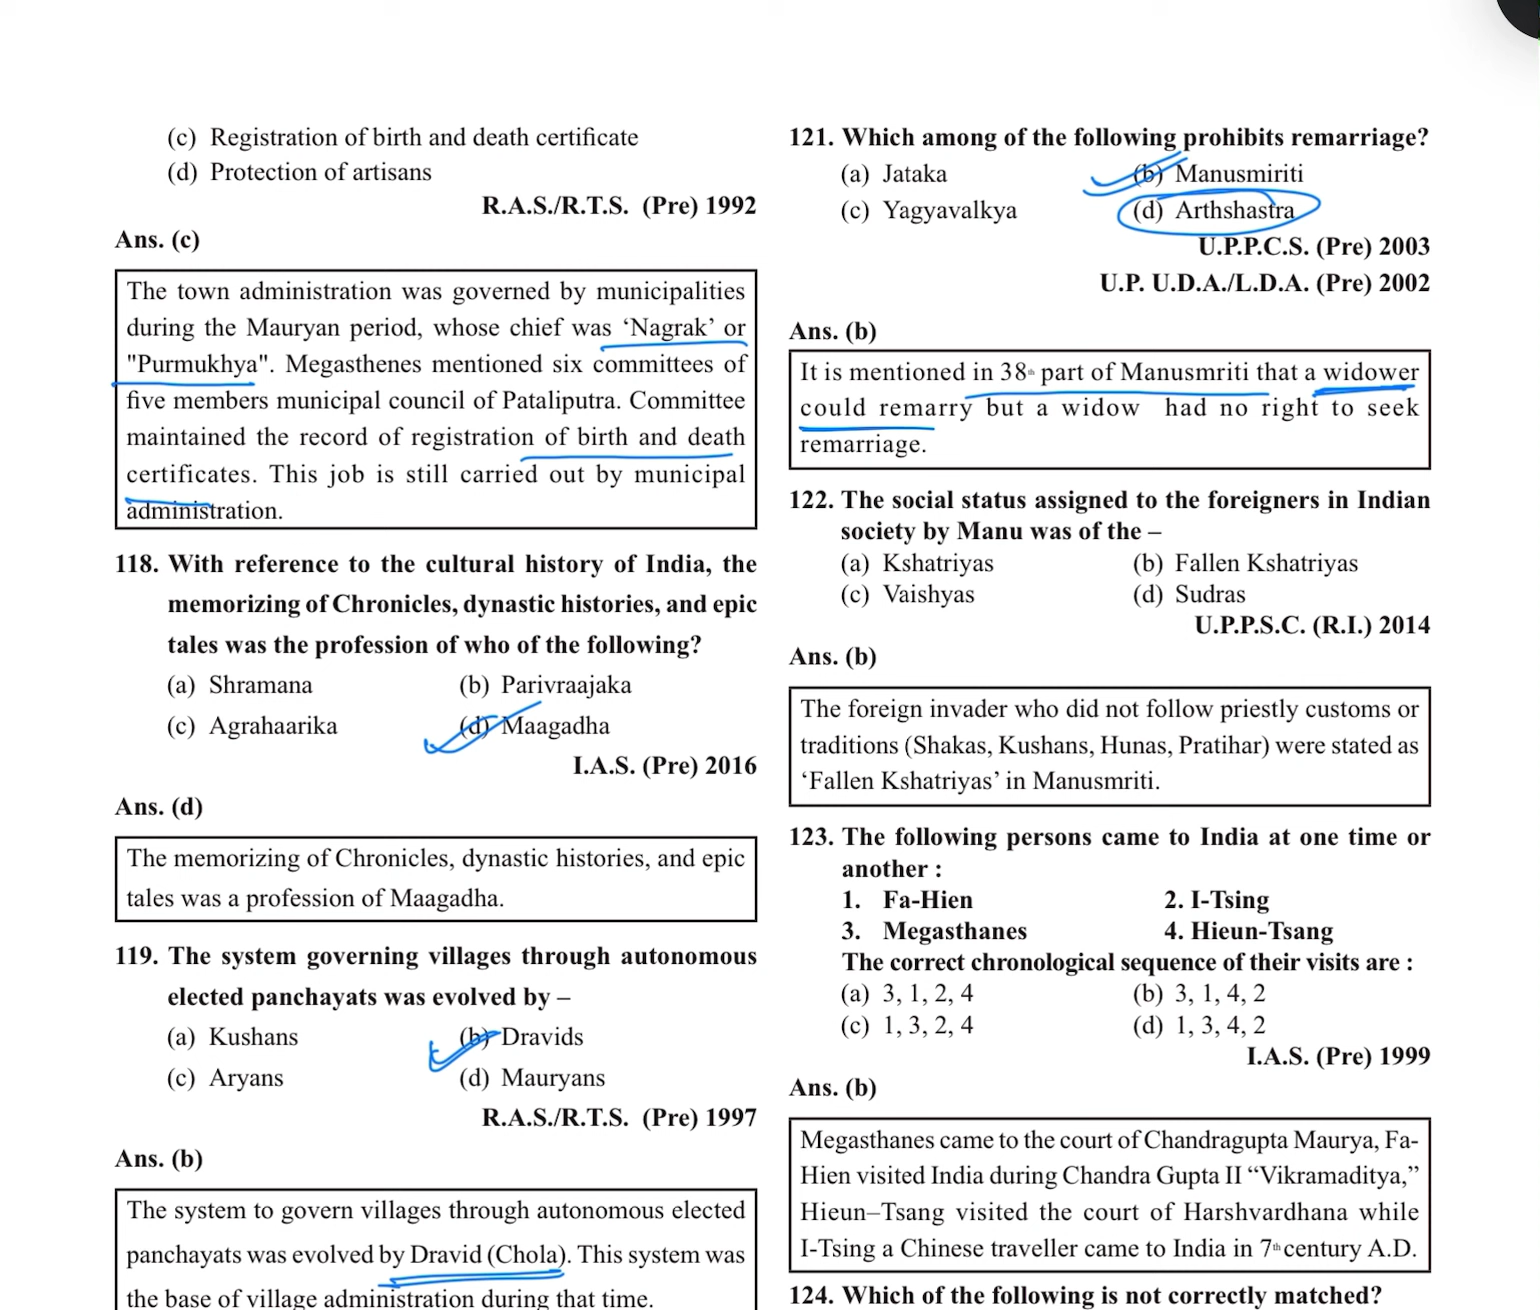 (c) Registration of birth and death certificate
(d) Protection of artisans
R.A.S./R.T.S. (Pre) 1992
Ans. (c)
The town administration was governed by municipalities
during the Mauryan period, whose chief was ‘Nagrak’ or
"Purmukhya". Megasthenes mentioned six committees of
five members municipal council of Pataliputra. Committee
maintained the record of registration of birth and death
certificates. This job is still carried out by municipal
administration.
118. With reference to the cultural history of India, the
memorizing of Chronicles, dynastic histories, and epic
tales was the profession of who of the following?
(a) Shramana (b) Parivraajaka
(c) Agrahaarika (d) Maagadha
I.A.S. (Pre) 2016
Ans. (d)
The memorizing of Chronicles, dynastic histories, and epic
tales was a profession of Maagadha.
119. The system governing villages through autonomous
elected panchayats was evolved by –
(a) Kushans (b) Dravids
(c) Aryans (d) Mauryans
R.A.S./R.T.S. (Pre) 1997
Ans. (b)
The system to govern villages through autonomous elected
panchayats was evolved by Dravid (Chola). This system was
the base of village administration during that time.
121. Which among of the following prohibits remarriage?
(a) Jataka (b) Manusmiriti
(c) Yagyavalkya (d) Arthshastra
U.P.P.C.S. (Pre) 2003
U.P. U.D.A./L.D.A. (Pre) 2002
Ans. (b)
It is mentioned in 38th part of Manusmriti that a widower
could remarry but a widow had no right to seek
remarriage.
122. The social status assigned to the foreigners in Indian
society by Manu was of the –
(a) Kshatriyas (b) Fallen Kshatriyas
(c) Vaishyas (d) Sudras
U.P.P.S.C. (R.I.) 2014
Ans. (b)
The foreign invader who did not follow priestly customs or
traditions (Shakas, Kushans, Hunas, Pratihar) were stated as
‘Fallen Kshatriyas’ in Manusmriti.
123. The following persons came to India at one time or
another :
1. Fa-Hien 2. I-Tsing
3. Megasthanes 4. Hieun-Tsang
The correct chronological sequence of their visits are :
(a) 3, 1, 2, 4 (b) 3, 1, 4, 2
(c) 1, 3, 2, 4 (d) 1, 3, 4, 2
I.A.S. (Pre) 1999
Ans. (b)
Megasthanes came to the court of Chandragupta Maurya, Fa-
Hien visited India during Chandra Gupta II “Vikramaditya,”
Hieun–Tsang visited the court of Harshvardhana while
I-Tsing a Chinese traveller came to India in 7th century A.D.
124. Which of the following is not correctly matched?